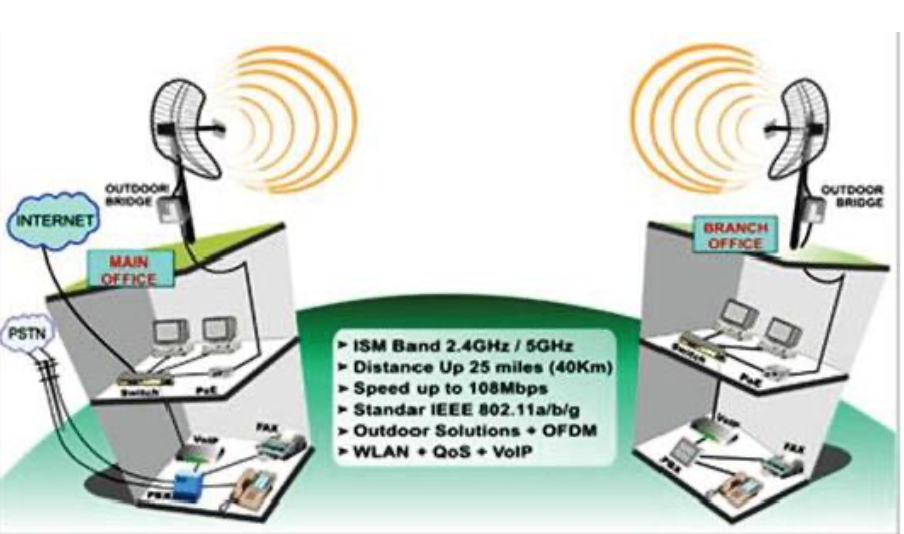 OUTDOOR
BRIDGE
INTERNET
MAIN
OFFICE
PSTN
Switch
PoE
VoIP
FAX
PBX
► ISM Band 2.4GHz / 5GHz
► Distance Up 25 miles (40Km)
► Speed up to 108Mbps
► Standar IEEE 802.11a/b/g
► Outdoor Solutions + OFDM
► WLAN + QoS + VoIP
OUTDOOR
BRIDGE
BRANCH
OFFICE
Switch
PoE
VoIP
FAX
PBX